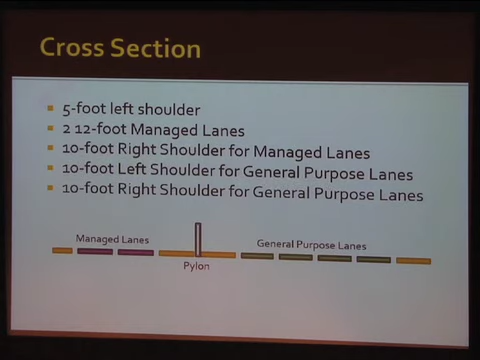 Cross Section
5-foot left shoulder
2 12-foot Managed Lanes
10-foot Right Shoulder for Managed Lanes
10-foot Left Shoulder for General Purpose Lanes
10-foot Right Shoulder for General Purpose Lanes
Managed Lanes
General Purpose Lanes
Pylon